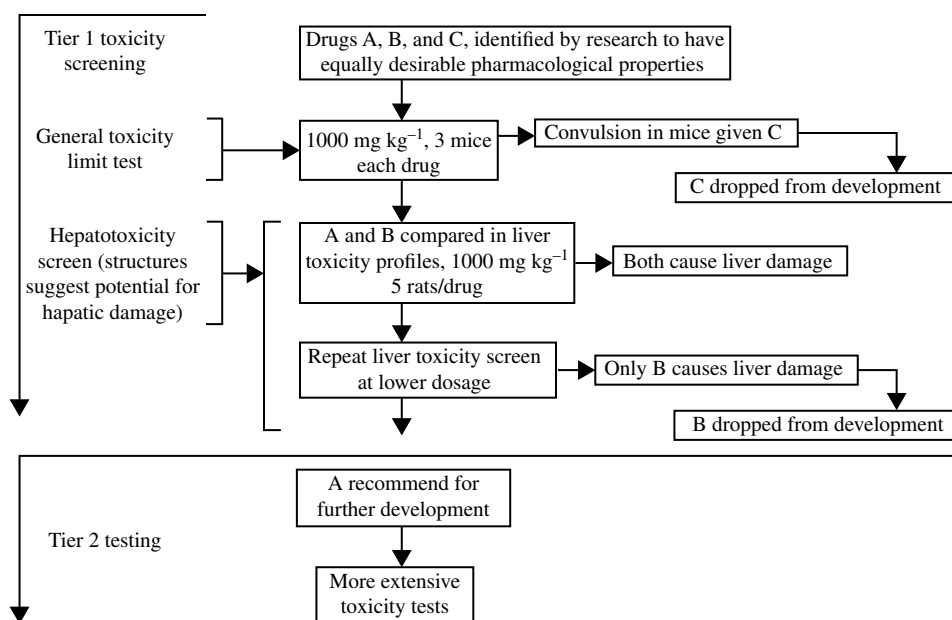 Tier 1 toxicity
screening
Drugs A, B, and C, identified by research to have
equally desirable pharmacological properties
General toxicity
limit test
1000 mg kg⁻¹, 3 mice
each drug
Convulsion in mice given C
C dropped from development
Hepatotoxicity
screen (structures
suggest potential for
hapatic damage)
A and B compared in liver
toxicity profiles, 1000 mg kg⁻¹
5 rats/drug
Both cause liver damage
Repeat liver toxicity screen
at lower dosage
Only B causes liver damage
B dropped from development
Tier 2 testing
A recommend for
further development
More extensive
toxicity tests